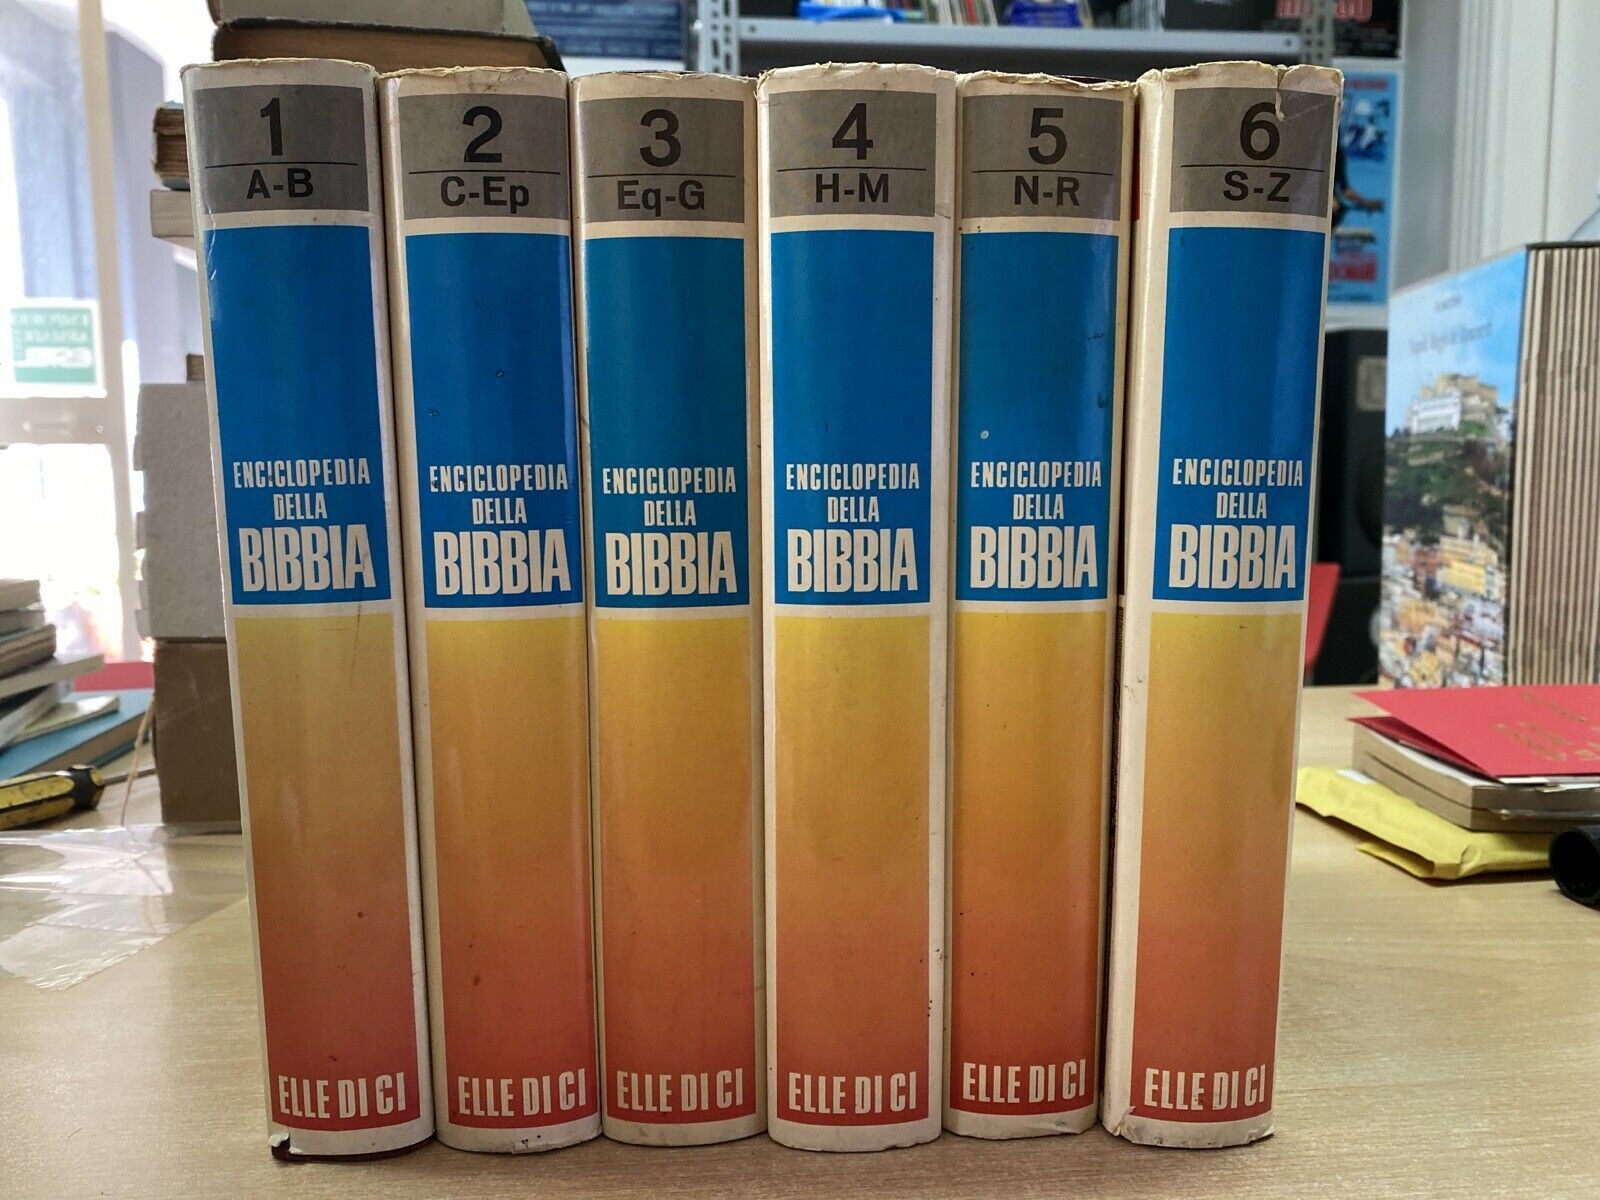 1
A-B
ENCICLOPEDIA
DELLA
BIBBIA
ELLE DI CI
2
C-Ep
ENCICLOPEDIA
DELLA
BIBBIA
ELLE DI CI
3
Eq-G
ENCICLOPEDIA
DELLA
BIBBIA
ELLE DI CI
4
H-M
ENCICLOPEDIA
DELLA
BIBBIA
ELLE DI CI
5
N-R
ENCICLOPEDIA
DELLA
BIBBIA
ELLE DI CI
6
S-Z
ENCICLOPEDIA
DELLA
BIBBIA
ELLE DI CI